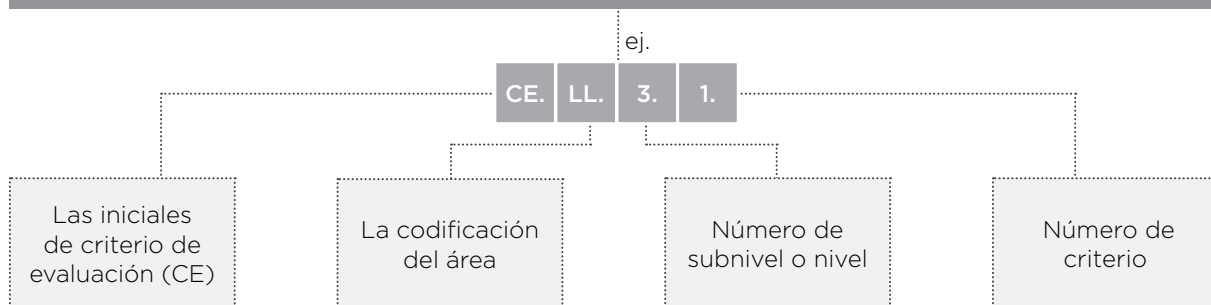 ej.
CE. LL. 3. 1.
Las iniciales
de criterio de
evaluación (CE)
La codificación
del área
Número de
subnivel o nivel
Número de
criterio